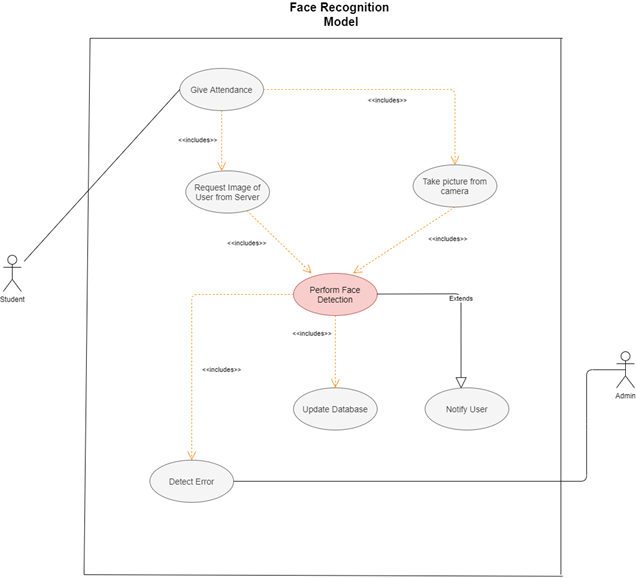 Face Recognition
Model
Give Attendance
<<includes>>
<<includes>>
Request Image of
User from Server
Take picture from
camera
<<includes>>
<<includes>>
Student
Perform Face
Detection
Extends
<<includes>>
<<includes>>
Admin
Update Database
Notify User
Detect Error